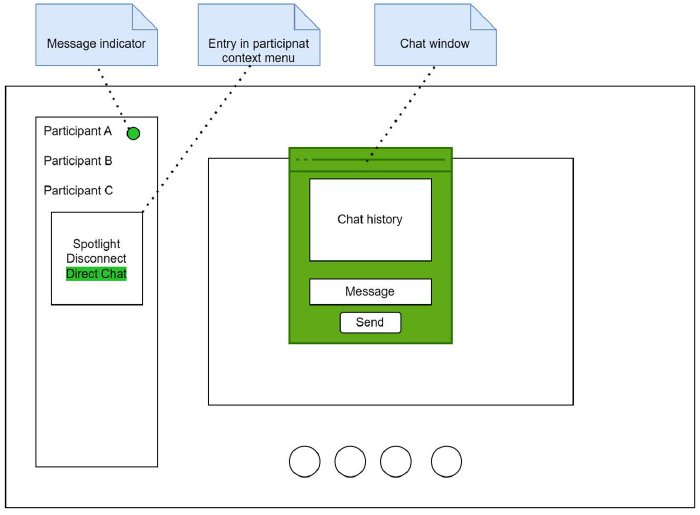 Message indicator
Entry in participnat
context menu
Chat window
Participant A
Participant B
Participant C
Spotlight
Disconnect
Direct Chat
Chat history
Message
Send